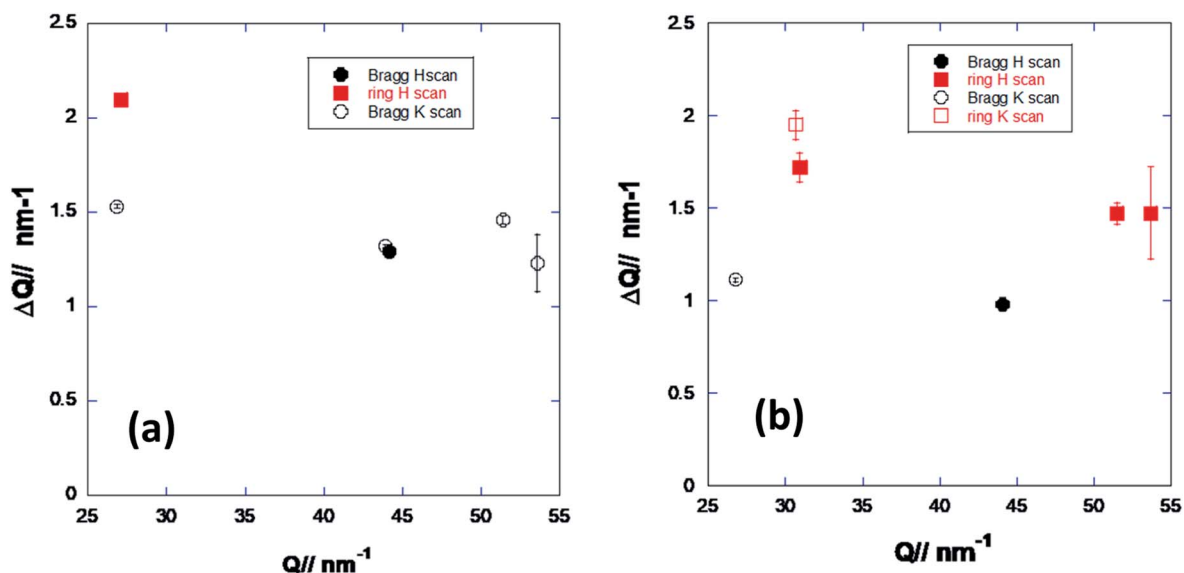 2.5
2
1.5
1
0.5
0
25
30
35
40
45
50
55
ΔQ// nm-1
Q// nm⁻¹
Bragg Hscan
ring H scan
Bragg K scan
(a)
2.5
2
1.5
1
0.5
0
25
30
35
40
45
50
55
ΔQ// nm-1
Q// nm⁻¹
Bragg H scan
ring H scan
Bragg K scan
ring K scan
(b)